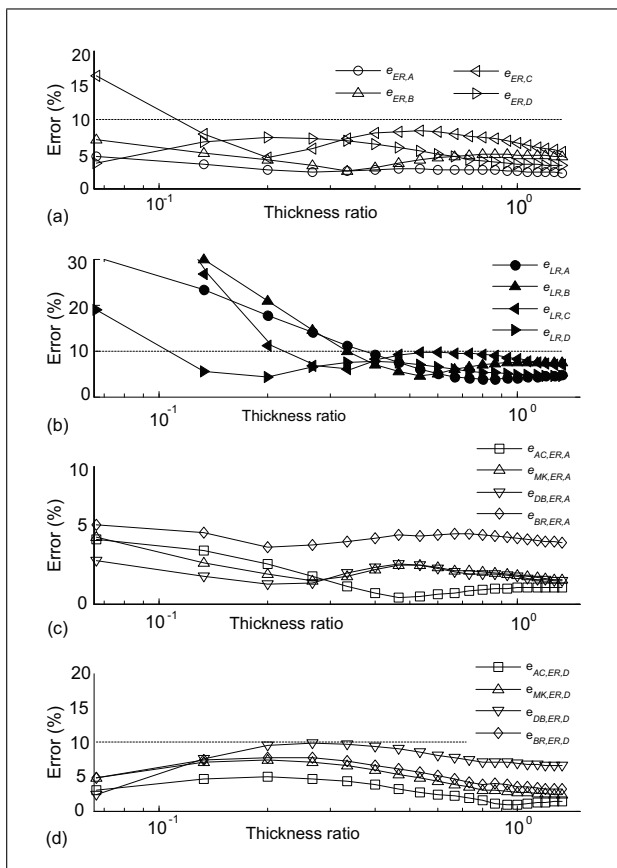 20
15
10
5
0
Error (%)
e_ER,A
e_ER,B
e_ER,C
e_ER,D
10^-1
Thickness ratio
10^0
(a)
30
20
10
0
Error (%)
e_LR,A
e_LR,B
e_LR,C
e_LR,D
10^-1
Thickness ratio
10^0
(b)
10
5
0
Error (%)
e_AC,ER,A
e_MK,ER,A
e_DB,ER,A
e_BR,ER,A
10^-1
Thickness ratio
10^0
(c)
20
15
10
5
0
Error (%)
e_AC,ER,D
e_MK,ER,D
e_DB,ER,D
e_BR,ER,D
10^-1
Thickness ratio
10^0
(d)